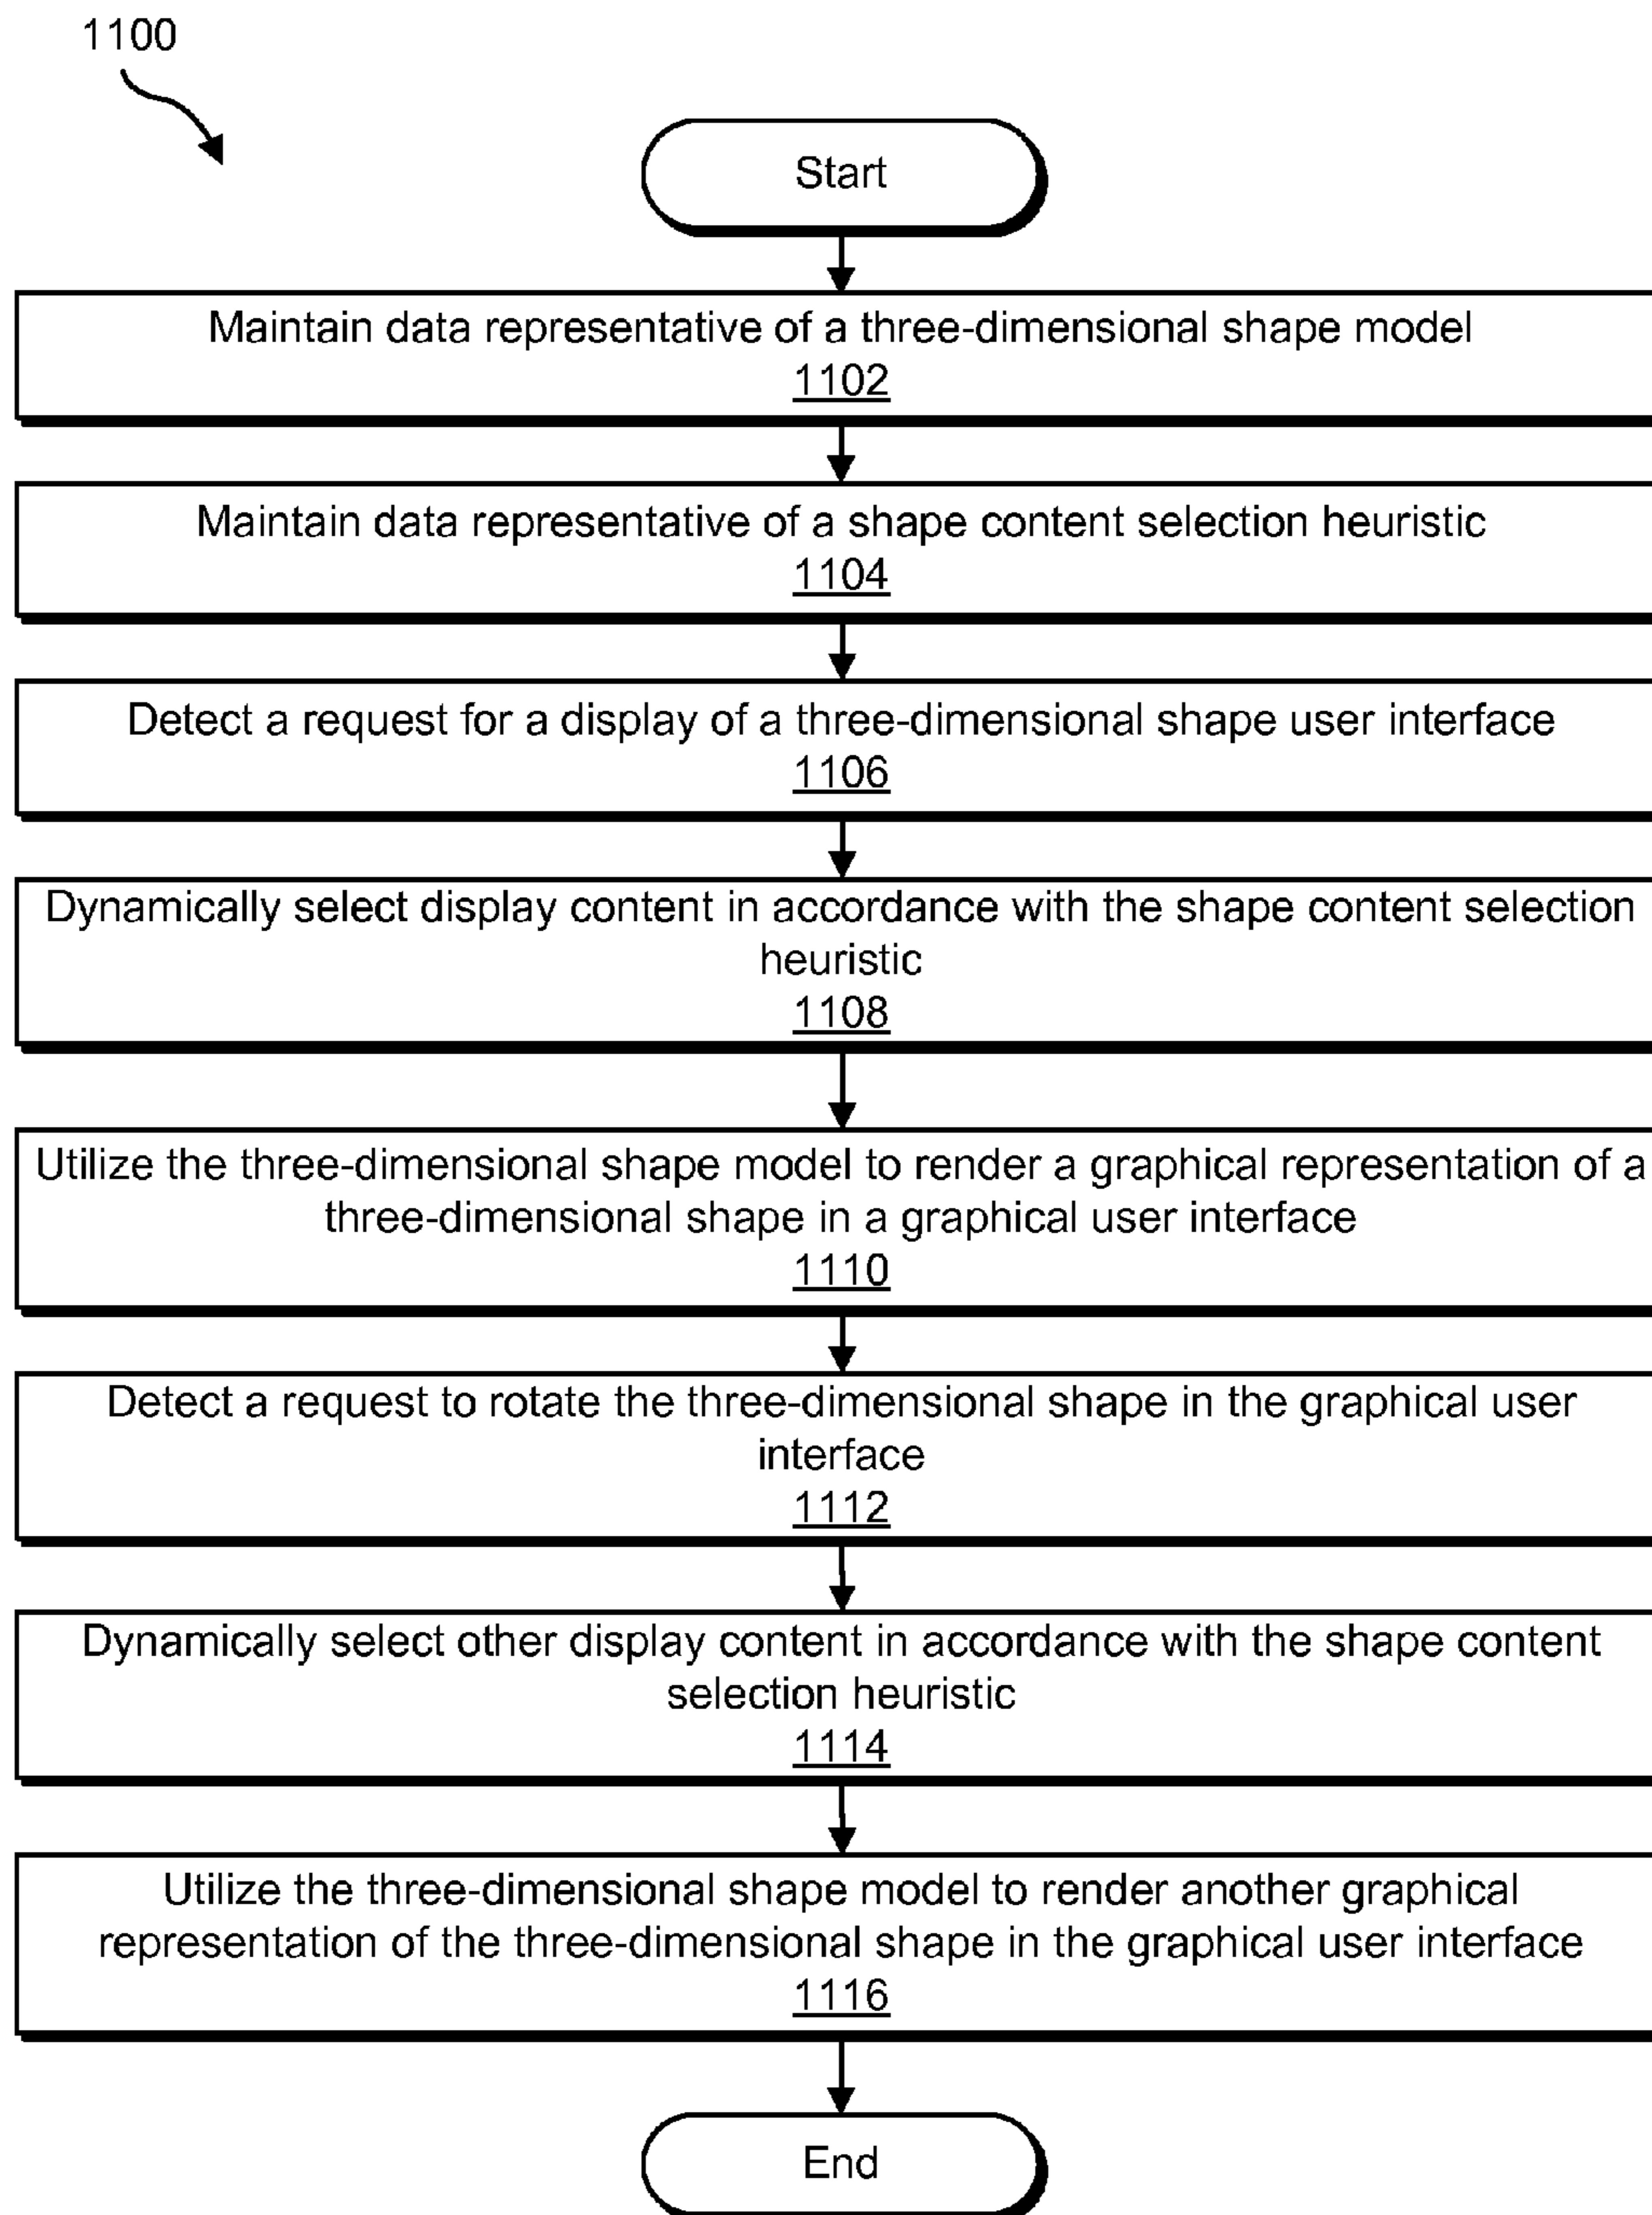 1100
Start
Maintain data representative of a three-dimensional shape model
1102
Maintain data representative of a shape content selection heuristic
1104
Detect a request for a display of a three-dimensional shape user interface
1106
Dynamically select display content in accordance with the shape content selection
heuristic
1108
Utilize the three-dimensional shape model to render a graphical representation of a
three-dimensional shape in a graphical user interface
1110
Detect a request to rotate the three-dimensional shape in the graphical user
interface
1112
Dynamically select other display content in accordance with the shape content
selection heuristic
1114
Utilize the three-dimensional shape model to render another graphical
representation of the three-dimensional shape in the graphical user interface
1116
End